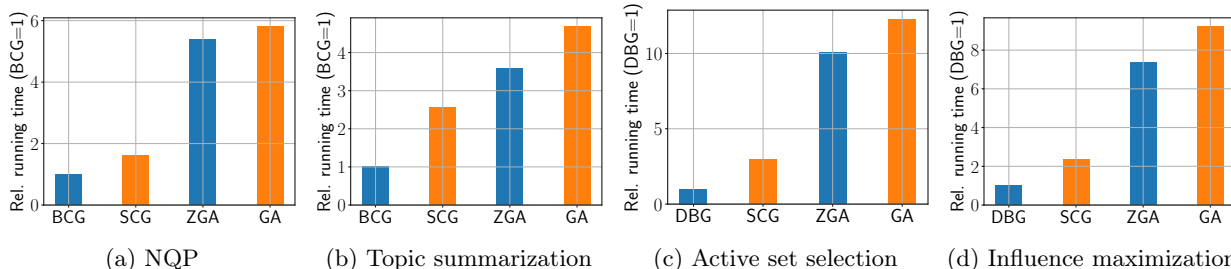 Rel. running time (BCG=1)
6
4
2
0
BCG SCG ZGA GA
(a) NQP
Rel. running time (BCG=1)
4
3
2
1
0
BCG SCG ZGA GA
(b) Topic summarization
Rel. running time (DBG=1)
10
5
0
DBG SCG ZGA GA
(c) Active set selection
Rel. running time (DBG=1)
8
6
4
2
0
DBG SCG ZGA GA
(d) Influence maximization